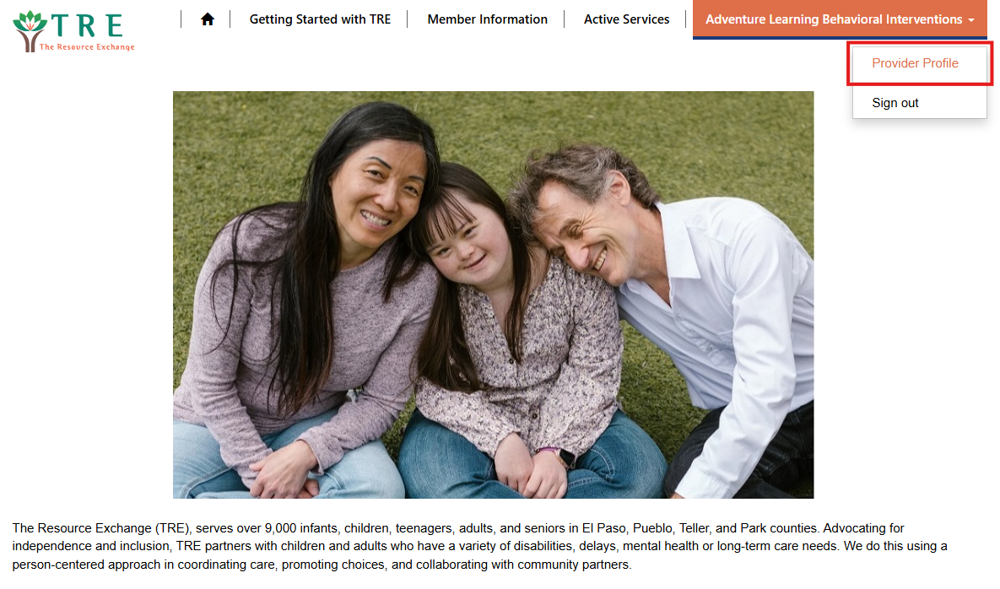 TRE
The Resource Exchange
Getting Started with TRE
Member Information
Active Services
Adventure Learning Behavioral Interventions
Provider Profile
Sign out
The Resource Exchange (TRE), serves over 9,000 infants, children, teenagers, adults, and seniors in El Paso, Pueblo, Teller, and Park counties. Advocating for
independence and inclusion, TRE partners with children and adults who have a variety of disabilities, delays, mental health or long-term care needs. We do this using a
person-centered approach in coordinating care, promoting choices, and collaborating with community partners.